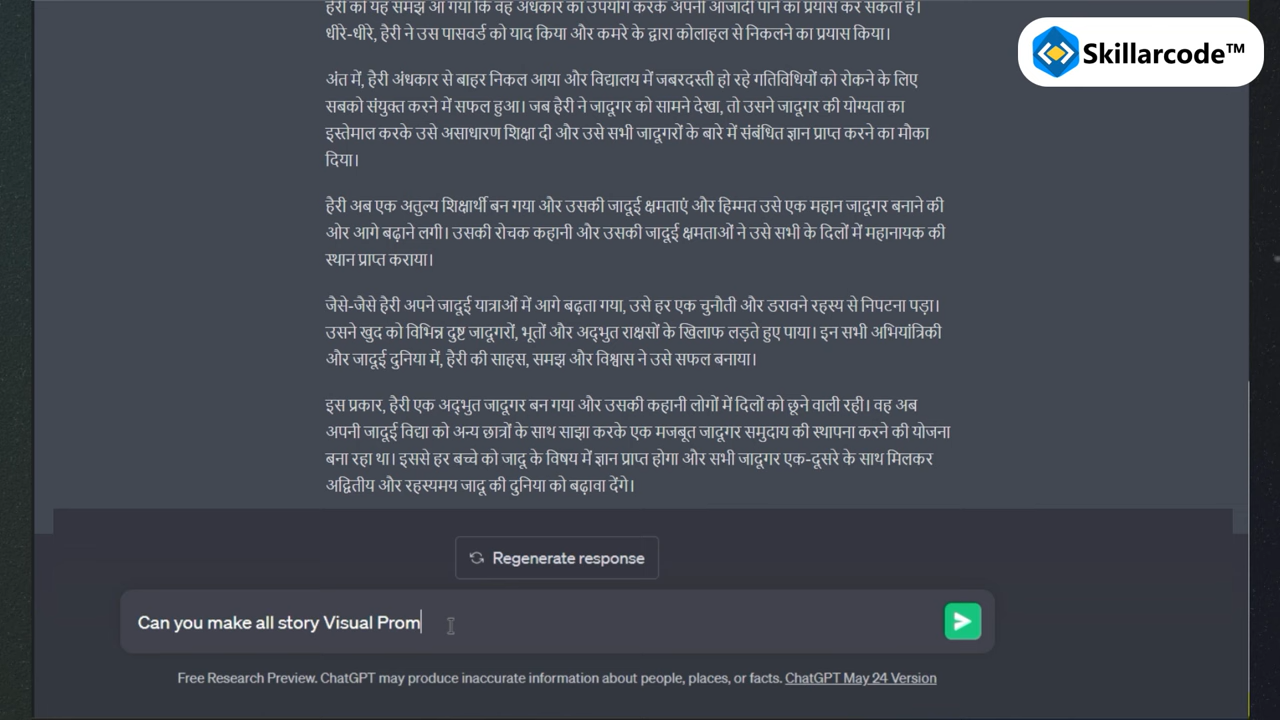 हैरी को यह समझ आ गया कि वह अंधकार का उपयोग करके अपनी आजादी पाने का प्रयास कर सकता है।
धीरे-धीरे, हैरी ने उस पासवर्ड को याद किया और कमरे के द्वारा कोलाहल से निकलने का प्रयास किया।
Skillarcode™
अंत में, हैरी अंधकार से बाहर निकल आया और विद्यालय में जबरदस्ती हो रहे गतिविधियों को रोकने के लिए
सबको संयुक्त करने में सफल हुआ। जब हैरी ने जादूगर को सामने देखा, तो उसने जादूगर की योग्यता का
इस्तेमाल करके उसे असाधारण शिक्षा दी और उसे सभी जादूगरों के बारे में संबंधित ज्ञान प्राप्त करने का मौका
दिया।
हैरी अब एक अतुल्य शिक्षार्थी बन गया और उसकी जादूई क्षमताएं और हिम्मत उसे एक महान जादूगर बनाने की
ओर आगे बढ़ाने लगी। उसकी रोचक कहानी और उसकी जादूई क्षमताओं ने उसे सभी के दिलों में महानायक की
स्थान प्राप्त कराया।
जैसे-जैसे हैरी अपने जादूई यात्राओं में आगे बढ़ता गया, उसे हर एक चुनौती और डरावने रहस्य से निपटना पड़ा।
उसने खुद को विभिन्न दुष्ट जादूगरों, भूतों और अद्भुत राक्षसों के खिलाफ लड़ते हुए पाया। इन सभी अभियांत्रिकी
और जादूई दुनिया में, हैरी की साहस, समझ और विश्वास ने उसे सफल बनाया।
इस प्रकार, हैरी एक अद्भुत जादूगर बन गया और उसकी कहानी लोगों में दिलों को छूने वाली रही। वह अब
अपनी जादूई विद्या को अन्य छात्रों के साथ साझा करके एक मजबूत जादूगर समुदाय की स्थापना करने की योजना
बना रहा था। इससे हर बच्चे को जादू के विषय में ज्ञान प्राप्त होगा और सभी जादूगर एक-दूसरे के साथ मिलकर
अद्वितीय और रहस्यमय जादू की दुनिया को बढ़ावा देंगे।
Regenerate response
Can you make all story Visual Prom
Free Research Preview. ChatGPT may produce inaccurate information about people, places, or facts. ChatGPT May 24 Version